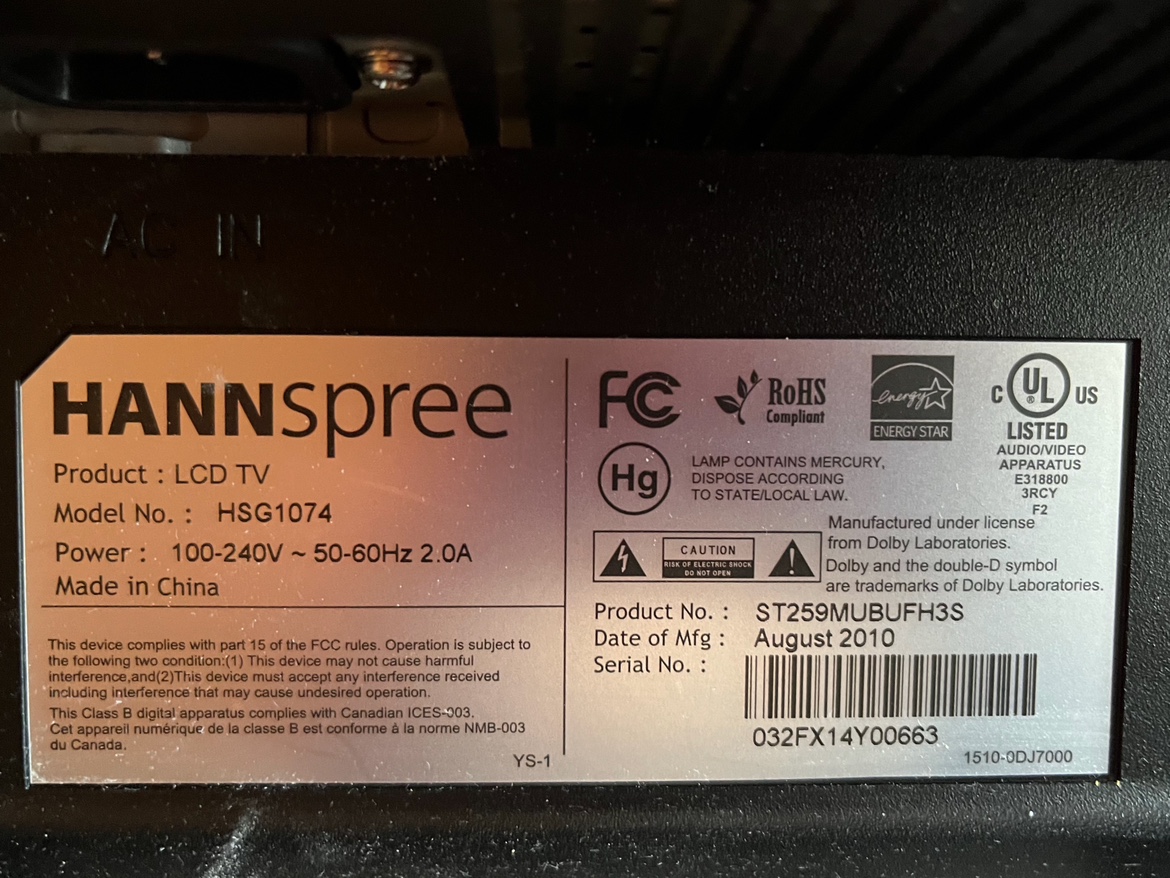 AC IN
HANNspree
Product : LCD TV
Model No. : HSG1074
Power : 100-240V ~ 50-60Hz 2.0A
Made in China
This device complies with part 15 of the FCC rules. Operation is subject to
the following two condition:(1) This device may not cause harmful
interference,and(2)This device must accept any interference received
including interference that may cause undesired operation.
This Class B digital apparatus complies with Canadian ICES-003.
Cet appareil numérique de la classe B est conforme à la norme NMB-003
du Canada.
YS-1
FC
RoHS
Compliant
energy
ENERGY STAR
C UL ® US
LISTED
AUDIO/VIDEO
APPARATUS
E318800
3RCY
F2
Hg
LAMP CONTAINS MERCURY,
DISPOSE ACCORDING
TO STATE/LOCAL LAW.
CAUTION
RISK OF ELECTRIC SHOCK
DO NOT OPEN
!
Manufactured under license
from Dolby Laboratories.
Dolby and the double-D symbol
are trademarks of Dolby Laboratories.
Product No. : ST259MUBUFH3S
Date of Mfg : August 2010
Serial No. :
032FX14Y00663
1510-0DJ7000